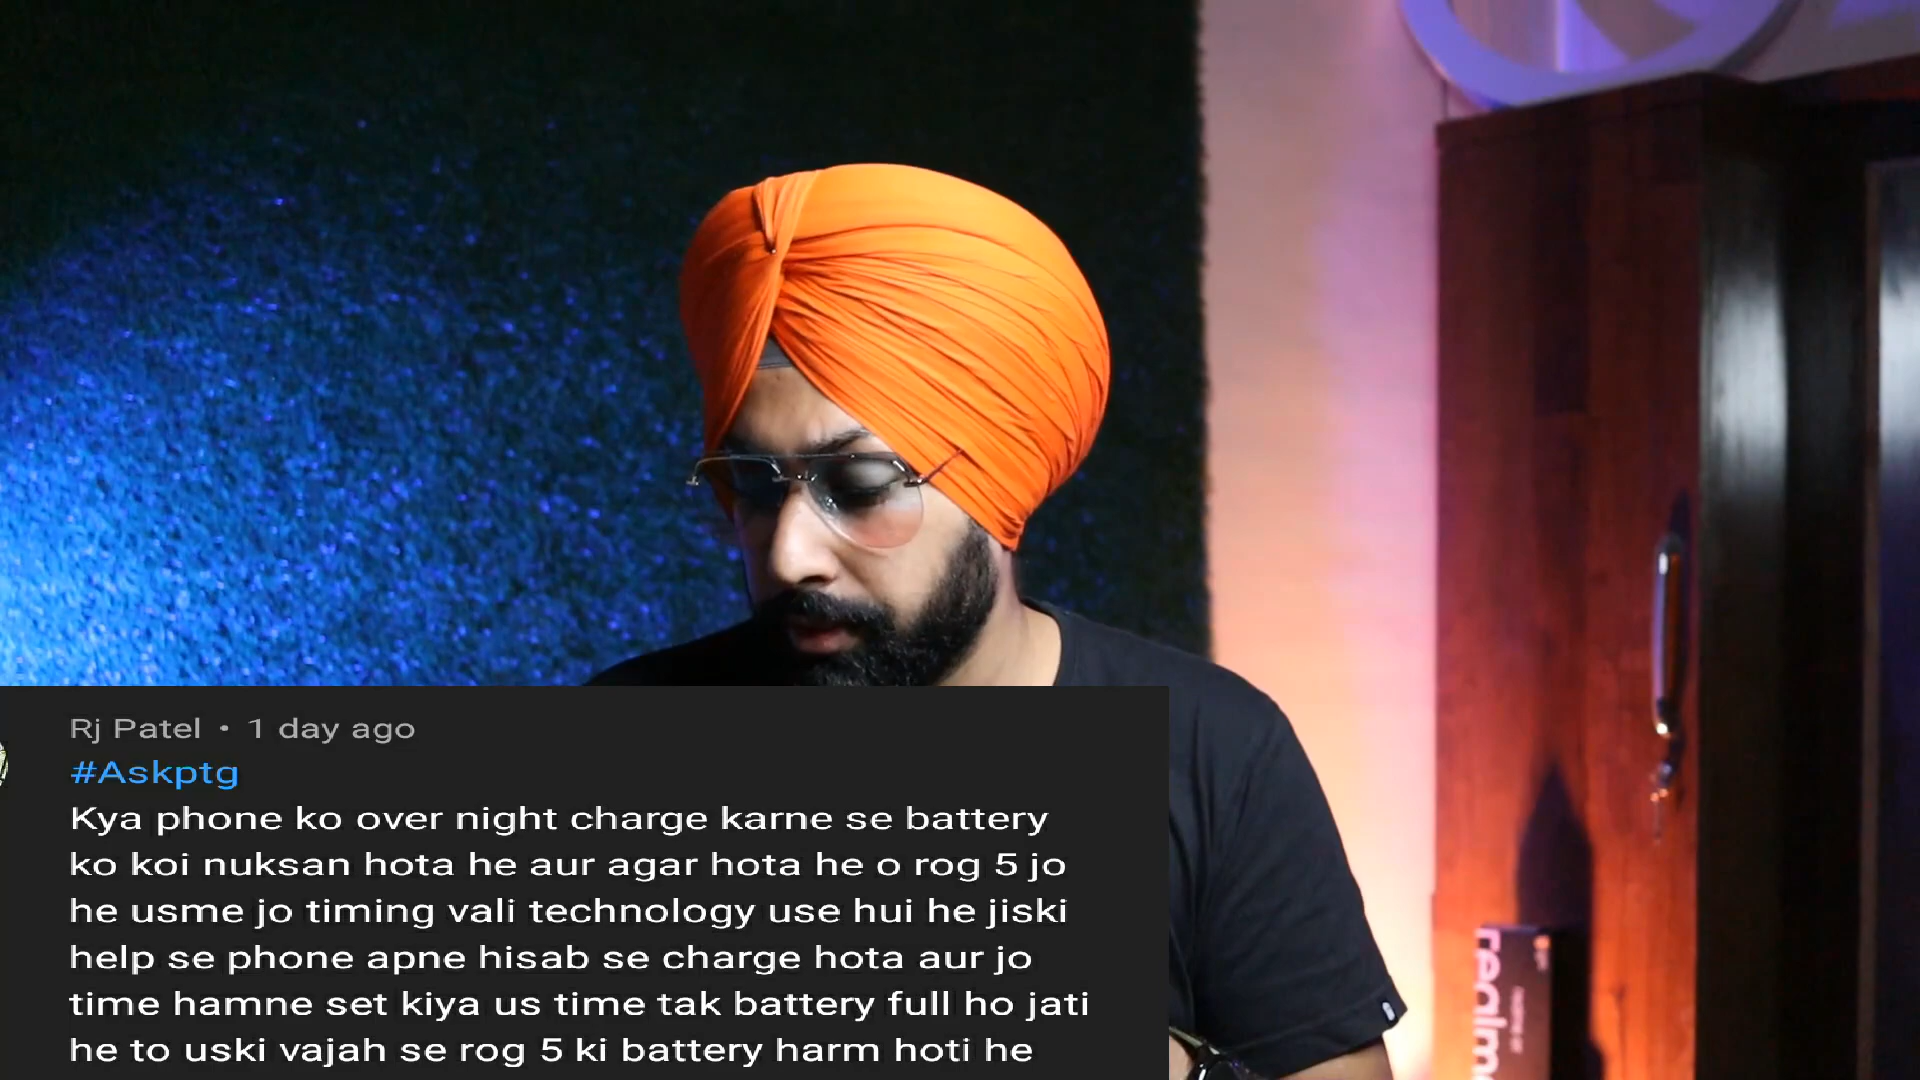 Rj Patel • 1 day ago
#Askptg
Kya phone ko over night charge karne se battery
ko koi nuksan hota he aur agar hota he o rog 5 jo
he usme jo timing vali technology use hui he jiski
help se phone apne hisab se charge hota aur jo
time hamne set kiya us time tak battery full ho jati
he to uski vajah se rog 5 ki battery harm hoti he
realme